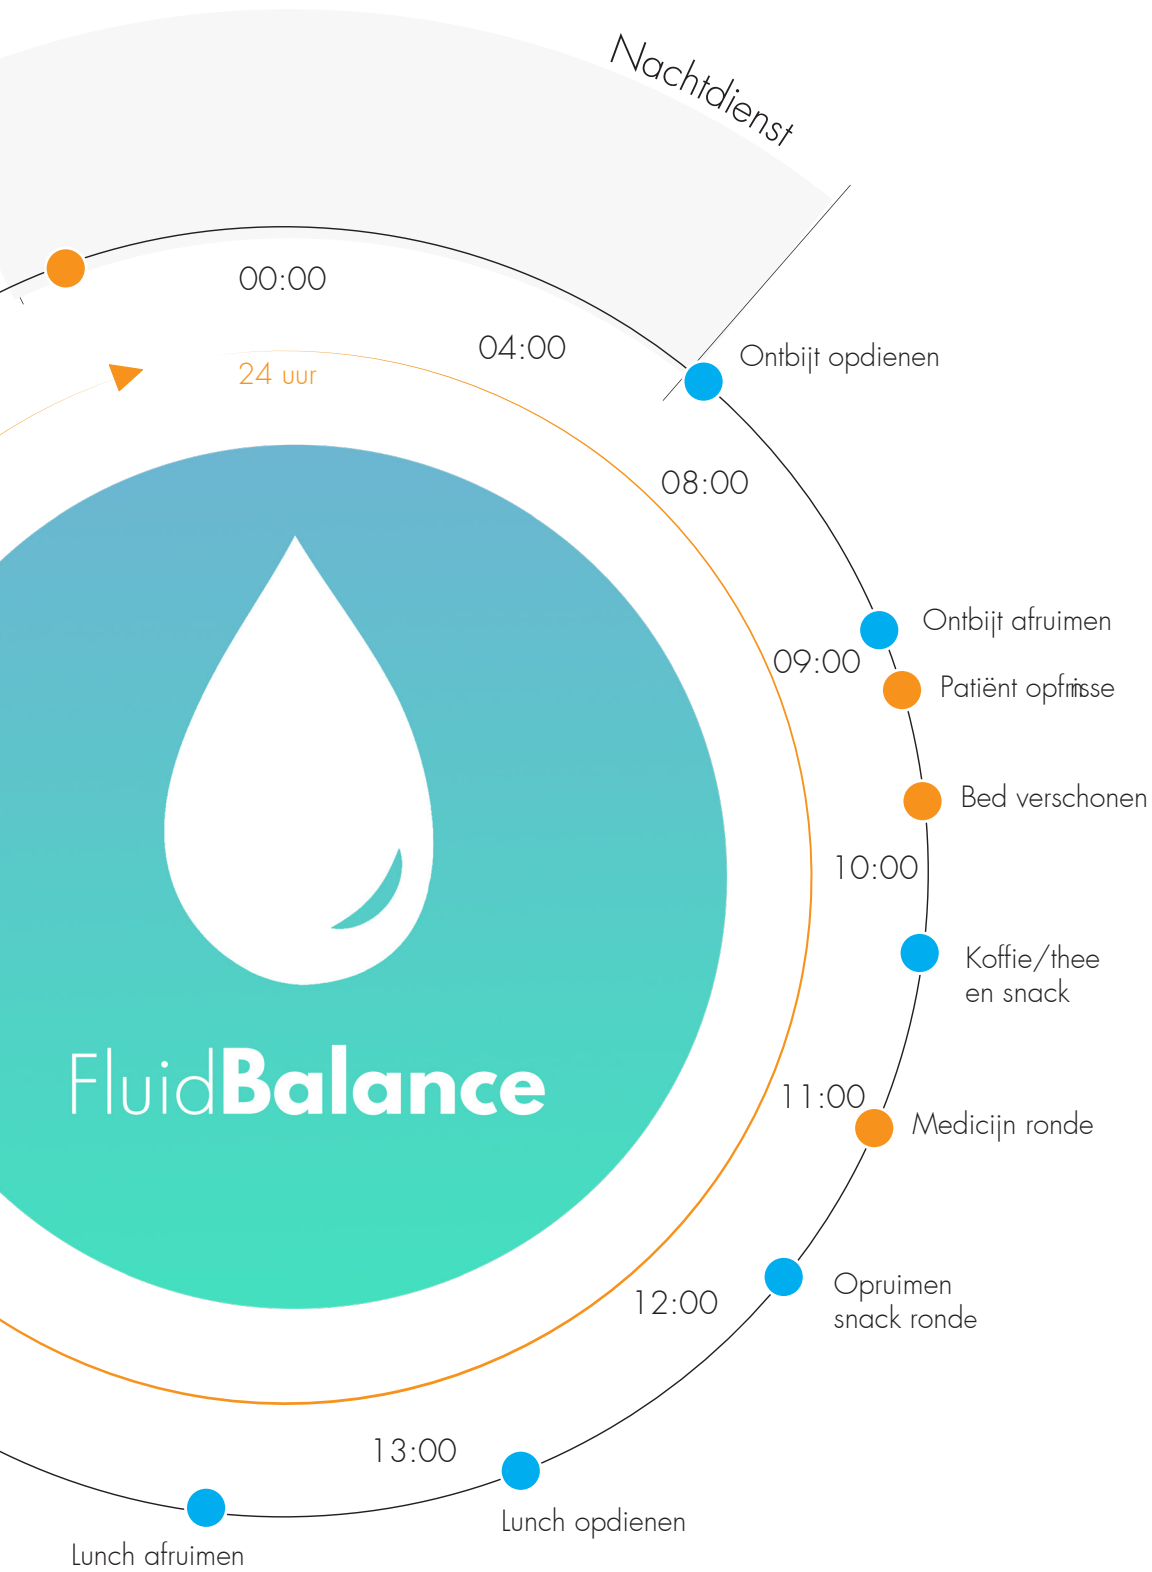 Nachtdienst
00:00
04:00
24 uur
Ontbijt opdienen
08:00
Ontbijt afruimen
09:00
Patiënt opfrisse
Bed verschonen
10:00
Koffie/thee
en snack
FluidBalance
11:00
Medicijn ronde
Opruimen
snack ronde
12:00
13:00
Lunch opdienen
Lunch afruimen